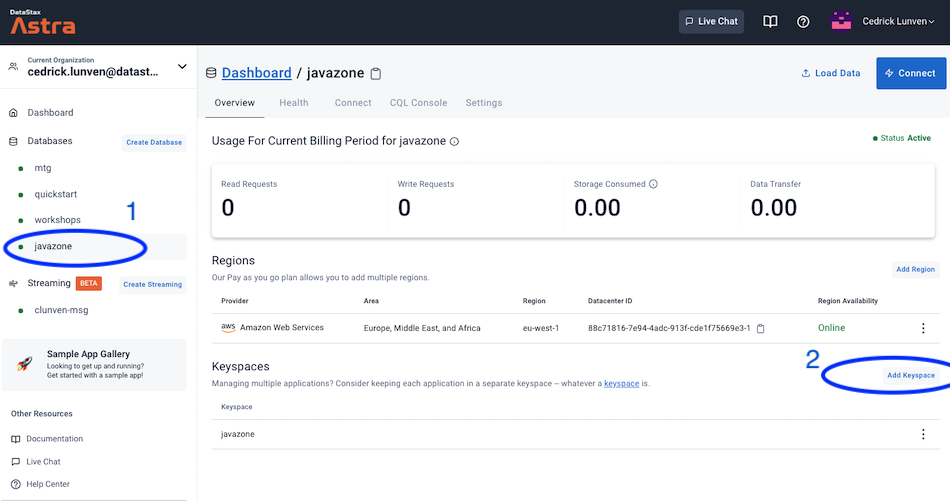 DataStax
Astra
Live Chat
Cedrick Lunven
Current Organization
cedrick.lunven@datast...
Dashboard
Databases
Create Database
mtg
quickstart
workshops
1
javazone
Streaming BETA
Create Streaming
clunven-msg
Sample App Gallery
Looking to get up and running?
Get started with a sample app!
Other Resources
Documentation
Live Chat
Help Center
Dashboard / javazone
Load Data
Connect
Overview Health Connect CQL Console Settings
Usage For Current Billing Period for javazone
Status Active
Read Requests Write Requests Storage Consumed Data Transfer
0 0 0.00 0.00
Regions
Our Pay as you go plan allows you to add multiple regions.
Add Region
Provider Area Region Datacenter ID Region Availability
aws Amazon Web Services Europe, Middle East, and Africa eu-west-1 88c71816-7e94-4adc-913f-cde1f75669e3-1 Online
2
Keyspaces
Managing multiple applications? Consider keeping each application in a separate keyspace – whatever a keyspace is.
Add Keyspace
Keyspace
javazone